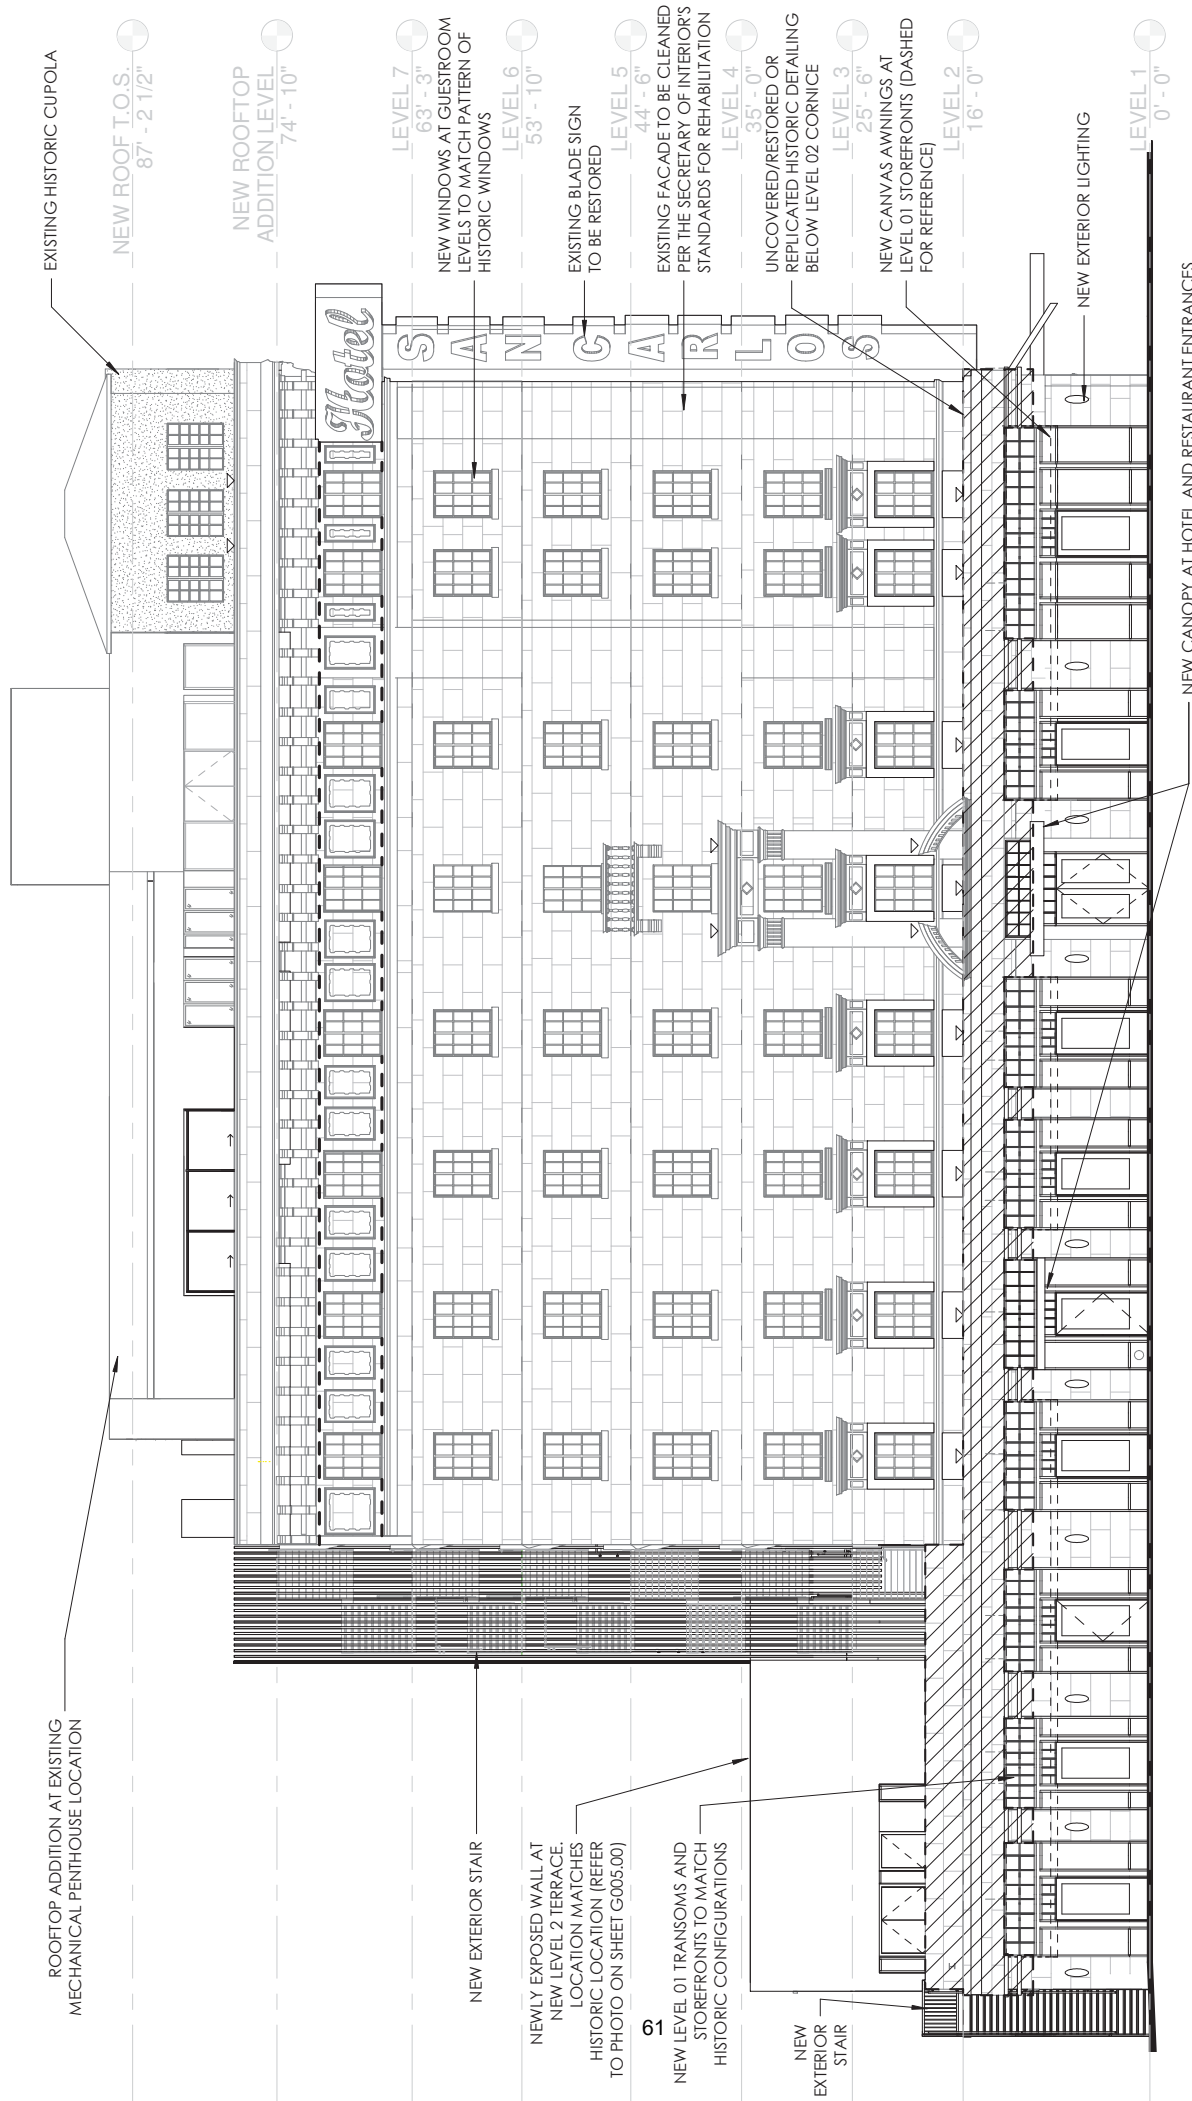 EXISTING HISTORIC CUPOLA
NEW ROOF T.O.S.
87' - 2 1/2"
NEW ROOFTOP
ADDITION LEVEL
74' - 10"
LEVEL 7
63' - 3"
LEVEL 6
53' - 10"
LEVEL 5
44' - 6"
LEVEL 4
35' - 0"
LEVEL 3
25' - 6"
LEVEL 2
16' - 0"
LEVEL 1
0' - 0"
NEW WINDOWS AT GUESTROOM
LEVELS TO MATCH PATTERN OF
HISTORIC WINDOWS
EXISTING BLADE SIGN
TO BE RESTORED
EXISTING FACADE TO BE CLEANED
PER THE SECRETARY OF INTERIOR'S
STANDARDS FOR REHABILITATION
UNCOVERED/RESTORED OR
REPLICATED HISTORIC DETAILING
BELOW LEVEL 02 CORNICE
NEW CANVAS AWNINGS AT
LEVEL 01 STOREFRONTS (DASHED
FOR REFERENCE)
NEW EXTERIOR LIGHTING
NEW CANOPY AT HOTEL AND RESTAURANT ENTRANCES
Hotel
SAN CARLOS
ROOFTOP ADDITION AT EXISTING
MECHANICAL PENTHOUSE LOCATION
NEW EXTERIOR STAIR
NEWLY EXPOSED WALL AT
NEW LEVEL 2 TERRACE.
LOCATION MATCHES
HISTORIC LOCATION (REFER
TO PHOTO ON SHEET G005.00)
NEW LEVEL 01 TRANSOMS AND
STOREFRONTS TO MATCH
HISTORIC CONFIGURATIONS
NEW
EXTERIOR
STAIR
61